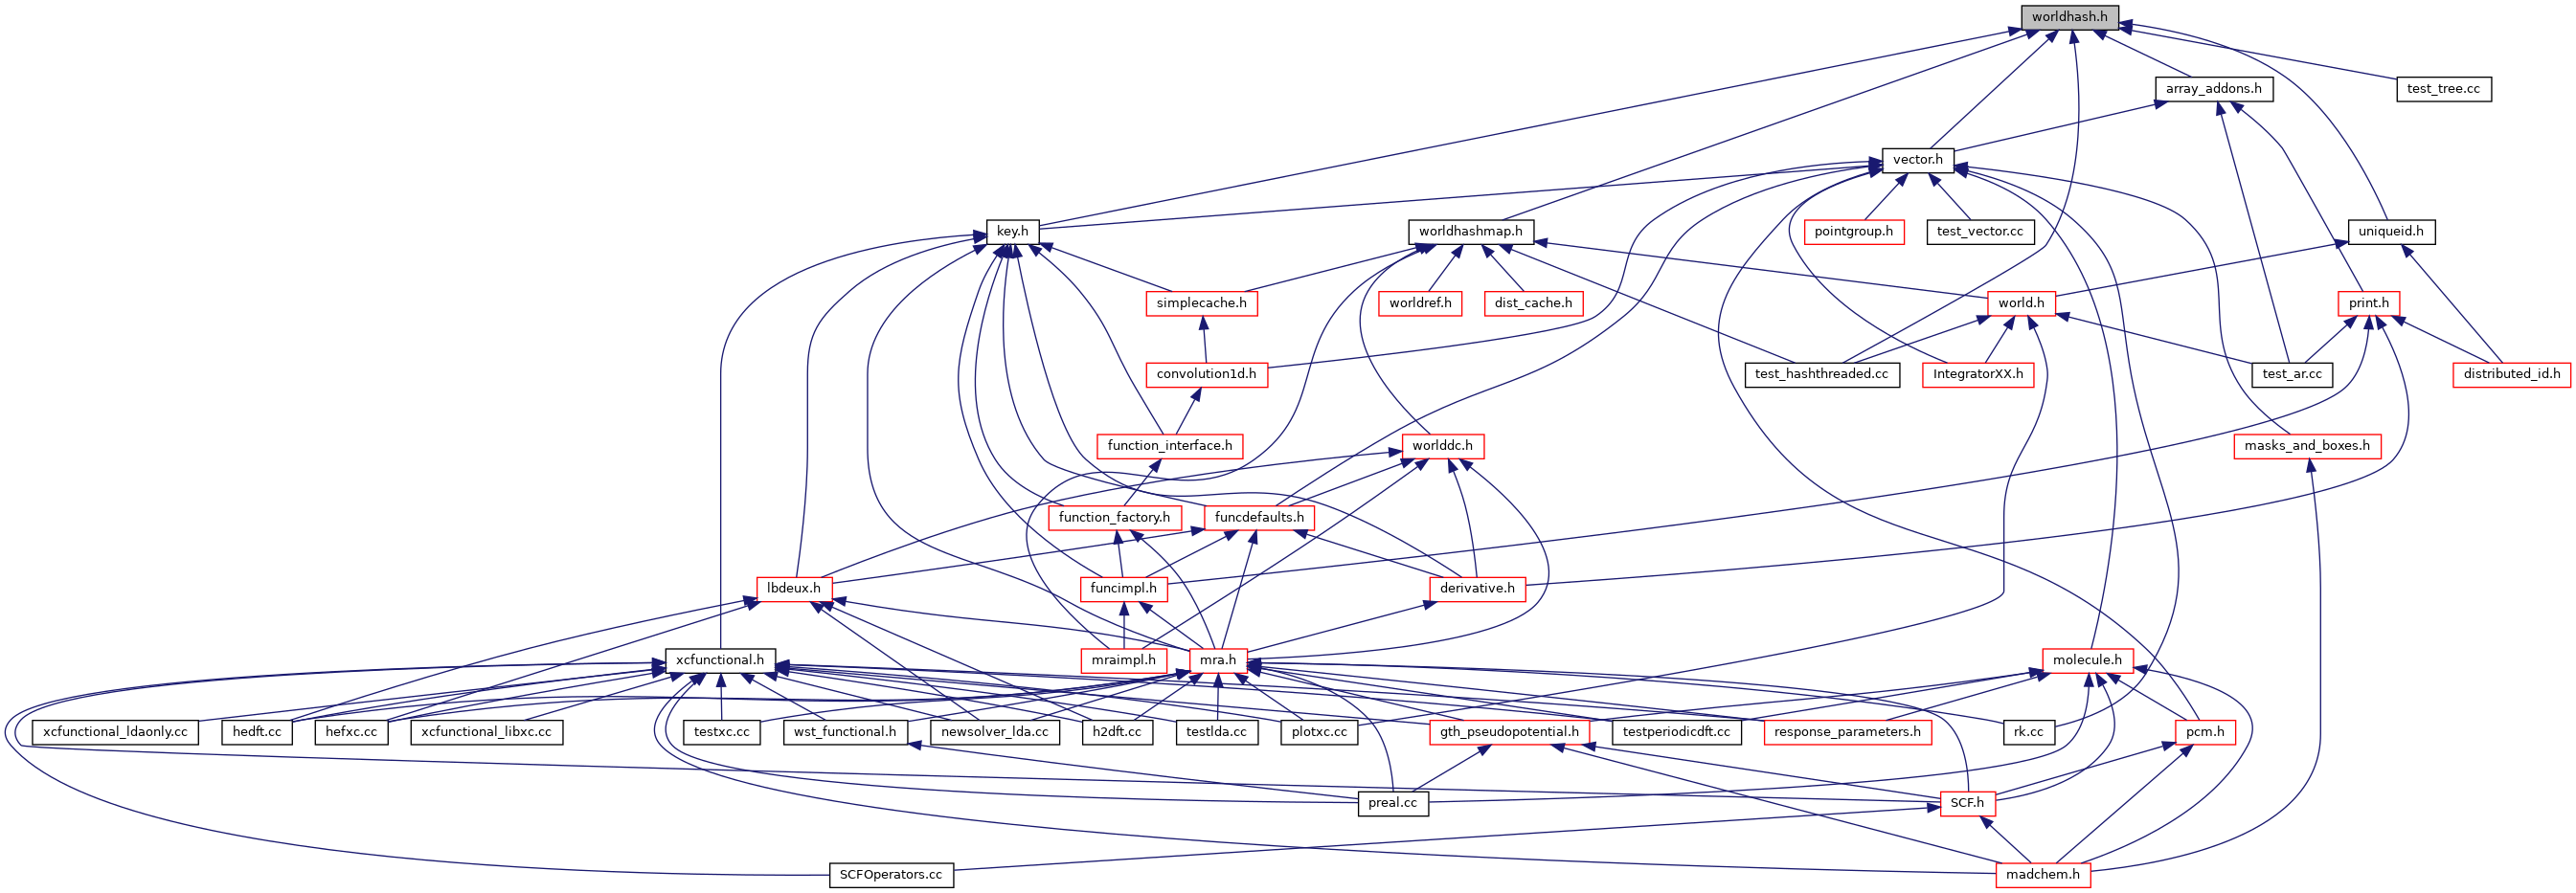 worldhash.h
array_addons.h
test_tree.cc
vector.h
key.h
worldhashmap.h
pointgroup.h
test_vector.cc
uniqueid.h
simplecache.h
worldref.h
dist_cache.h
world.h
print.h
convolution1d.h
test_hashthreaded.cc
IntegratorXX.h
test_ar.cc
distributed_id.h
function_interface.h
worlddc.h
masks_and_boxes.h
function_factory.h
funcdefaults.h
lbdeux.h
funcimpl.h
derivative.h
xcfunctional.h
mraimpl.h
mra.h
molecule.h
xcfunctional_ldaonly.cc
hedft.cc
hefxc.cc
xcfunctional_libxc.cc
testxc.cc
wst_functional.h
newsolver_lda.cc
h2dft.cc
testlda.cc
plotxc.cc
gth_pseudopotential.h
testperiodicdft.cc
response_parameters.h
rk.cc
pcm.h
preal.cc
SCF.h
SCFOperators.cc
madchem.h